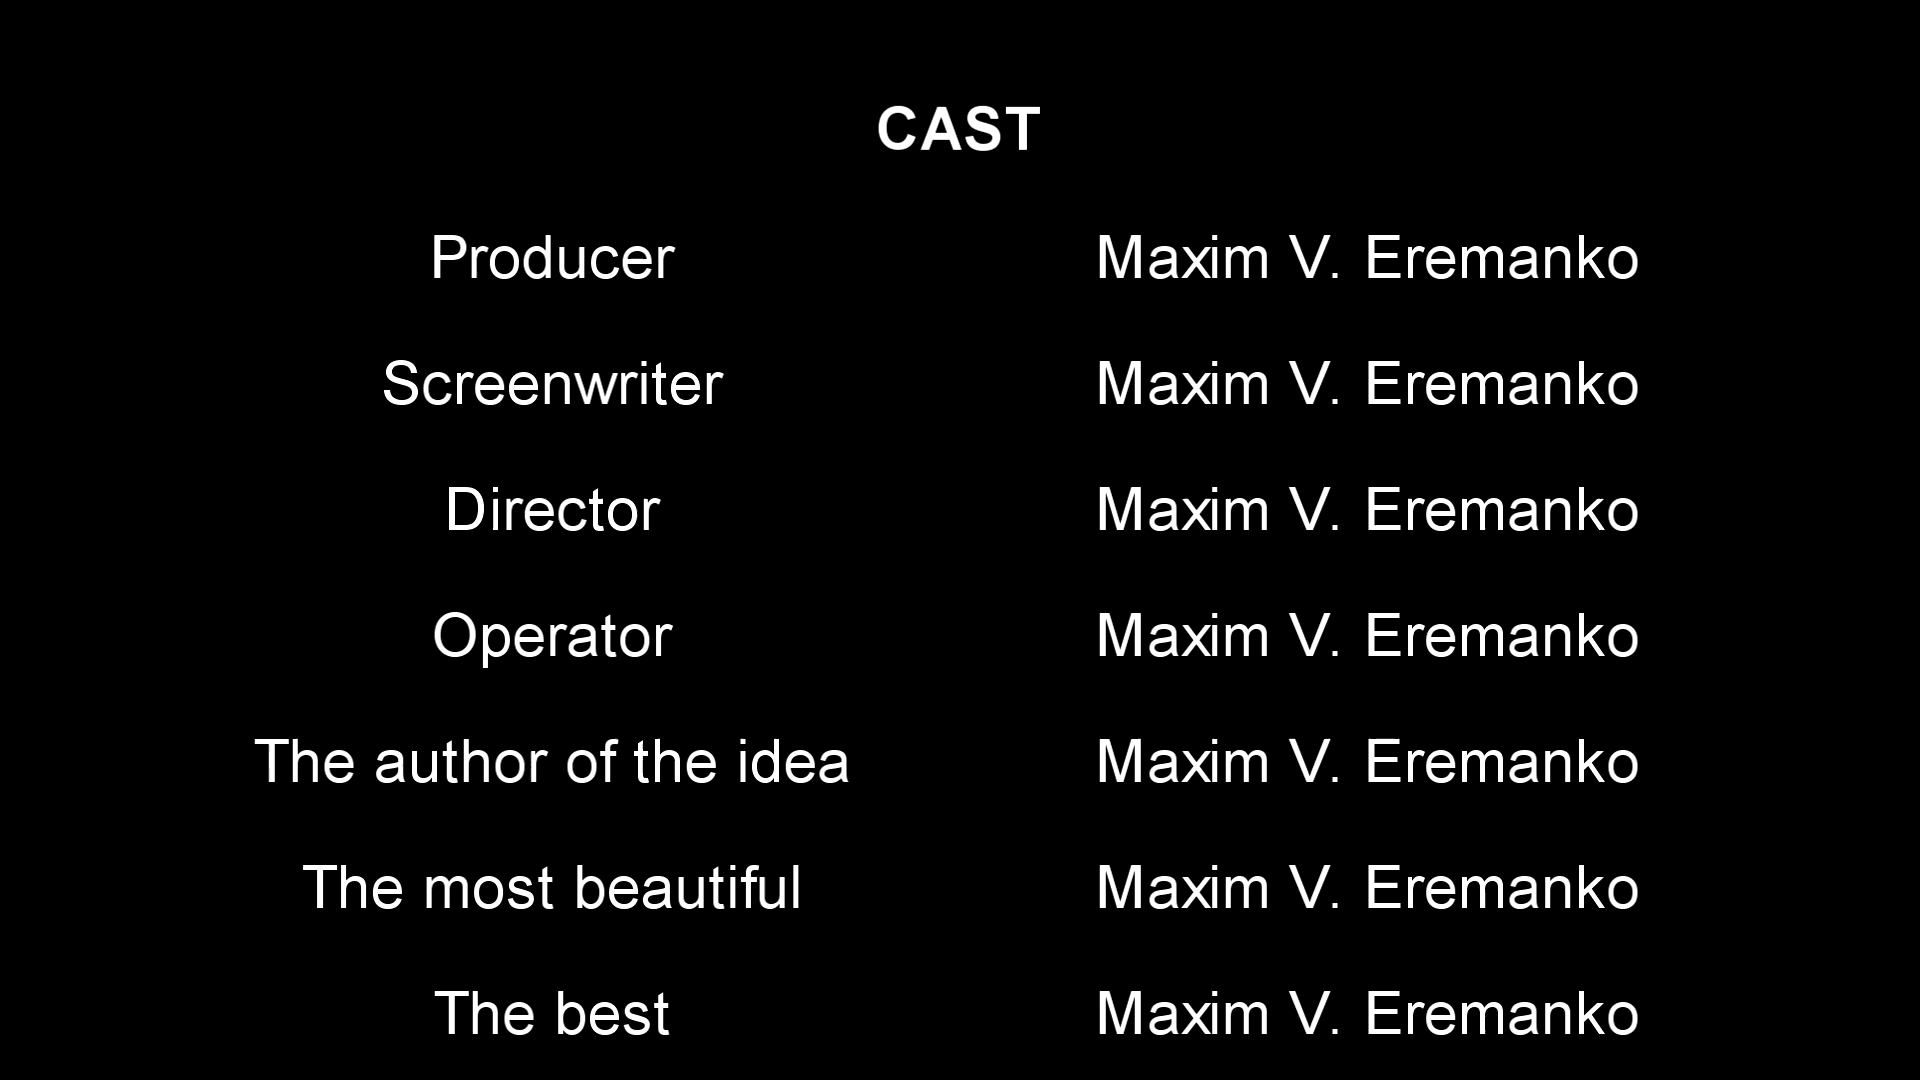 CAST
Producer Maxim V. Eremanko
Screenwriter Maxim V. Eremanko
Director Maxim V. Eremanko
Operator Maxim V. Eremanko
The author of the idea Maxim V. Eremanko
The most beautiful Maxim V. Eremanko
The best Maxim V. Eremanko